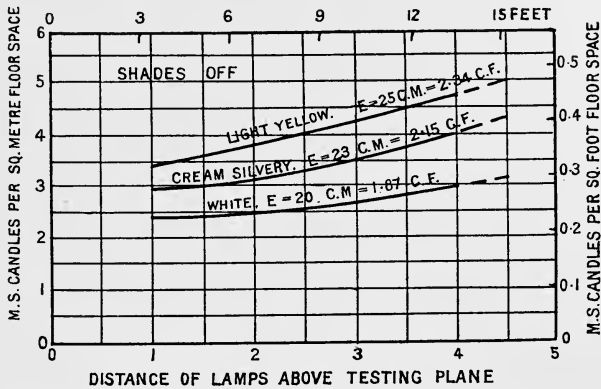 0 3 6 9 12 15 FEET
6
5
4
3
2
1
0
M.S. CANDLES PER SQ. METRE FLOOR SPACE
SHADES OFF
LIGHT YELLOW. E=25 C.M.=2·34 C.F.
CREAM SILVERY. E=23 C.M.=2·15 C.F.
WHITE. E=20. C.M=1·87 C.F.
0·5
0·4
0·3
0·2
0·1
0
M.S. CANDLES PER SQ. FOOT FLOOR SPACE
0 1 2 3 4 5
DISTANCE OF LAMPS ABOVE TESTING PLANE